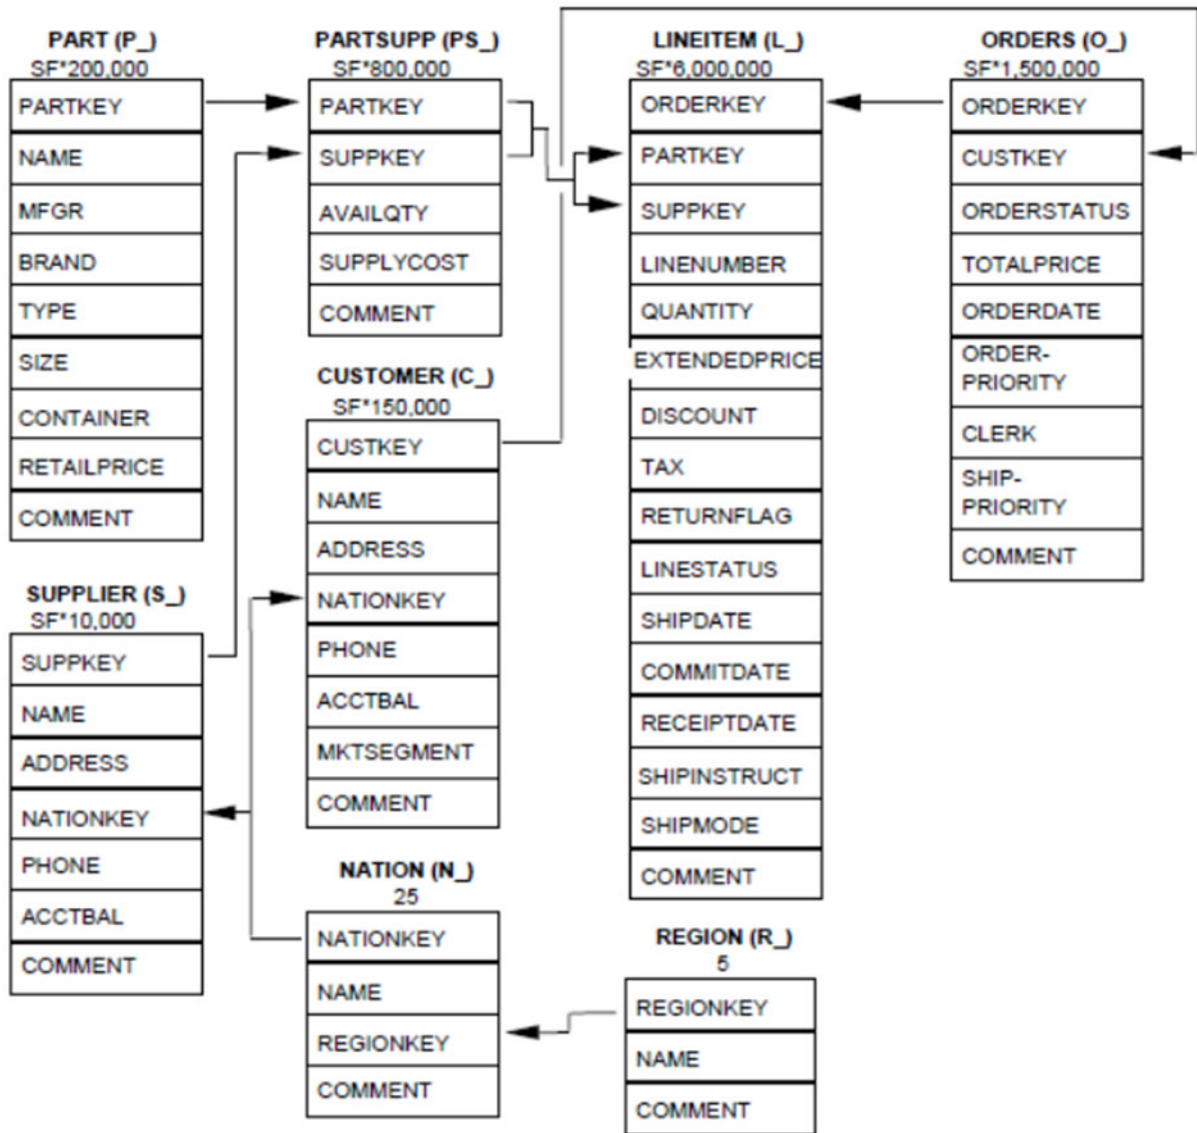 PART (P_)
SF*200,000
PARTKEY
NAME
MFGR
BRAND
TYPE
SIZE
CONTAINER
RETAILPRICE
COMMENT
SUPPLIER (S_)
SF*10,000
SUPPKEY
NAME
ADDRESS
NATIONKEY
PHONE
ACCTBAL
COMMENT
PARTSUPP (PS_)
SF*800,000
PARTKEY
SUPPKEY
AVAILQTY
SUPPLYCOST
COMMENT
CUSTOMER (C_)
SF*150,000
CUSTKEY
NAME
ADDRESS
NATIONKEY
PHONE
ACCTBAL
MKTSEGMENT
COMMENT
NATION (N_)
25
NATIONKEY
NAME
REGIONKEY
COMMENT
LINEITEM (L_)
SF*6,000,000
ORDERKEY
PARTKEY
SUPPKEY
LINENUMBER
QUANTITY
EXTENDEDPRICE
DISCOUNT
TAX
RETURNFLAG
LINESTATUS
SHIPDATE
COMMITDATE
RECEIPTDATE
SHIPINSTRUCT
SHIPMODE
COMMENT
REGION (R_)
5
REGIONKEY
NAME
COMMENT
ORDERS (O_)
SF*1,500,000
ORDERKEY
CUSTKEY
ORDERSTATUS
TOTALPRICE
ORDERDATE
ORDER-
PRIORITY
CLERK
SHIP-
PRIORITY
COMMENT